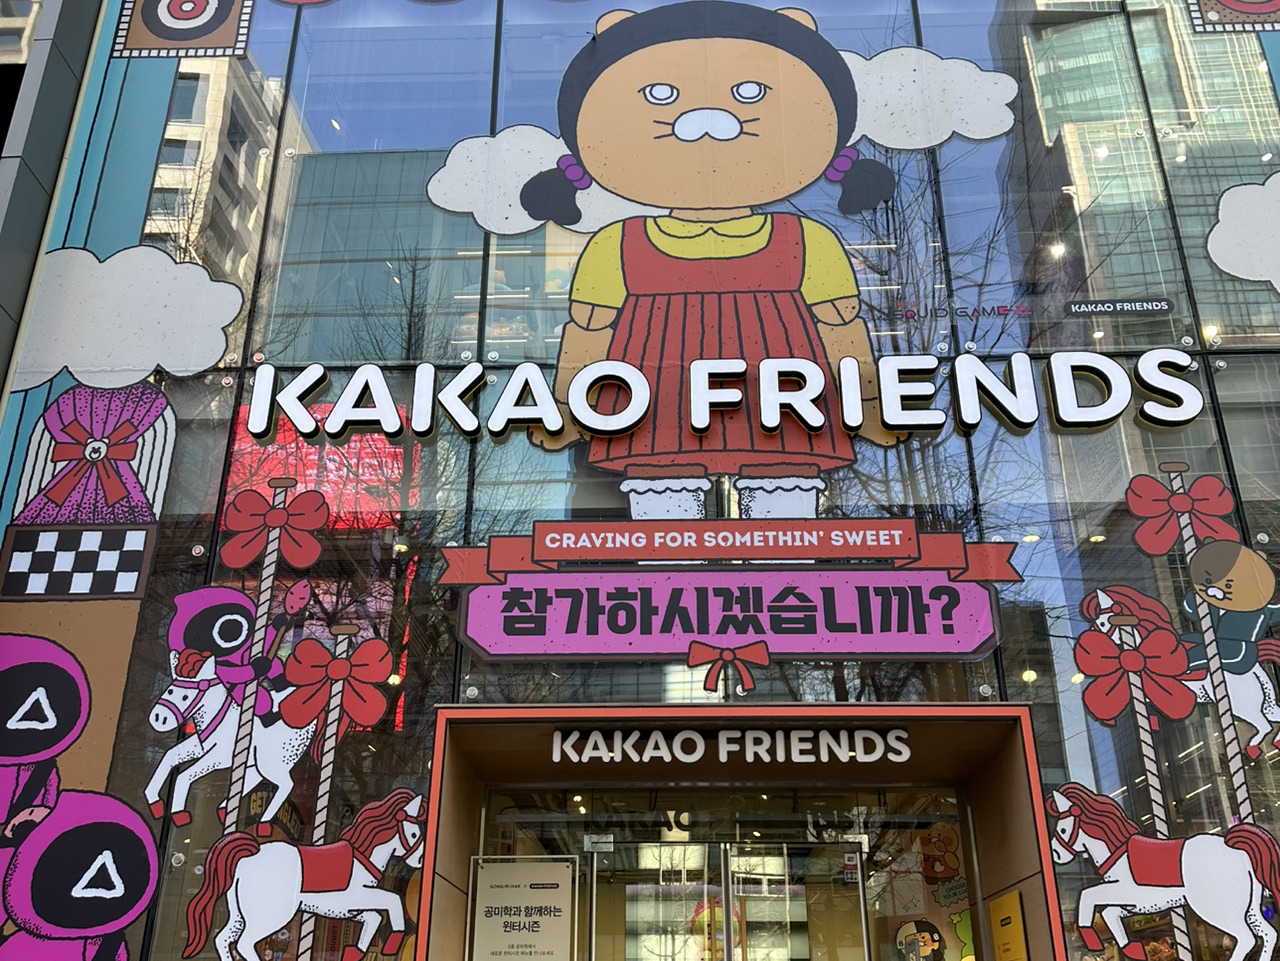 SQUID GAME 2 × KAKAO FRIENDS
KAKAO FRIENDS
CRAVING FOR SOMETHIN' SWEET
참가하시겠습니까?
KAKAO FRIENDS
공미학과 함께하는
윈터시즌